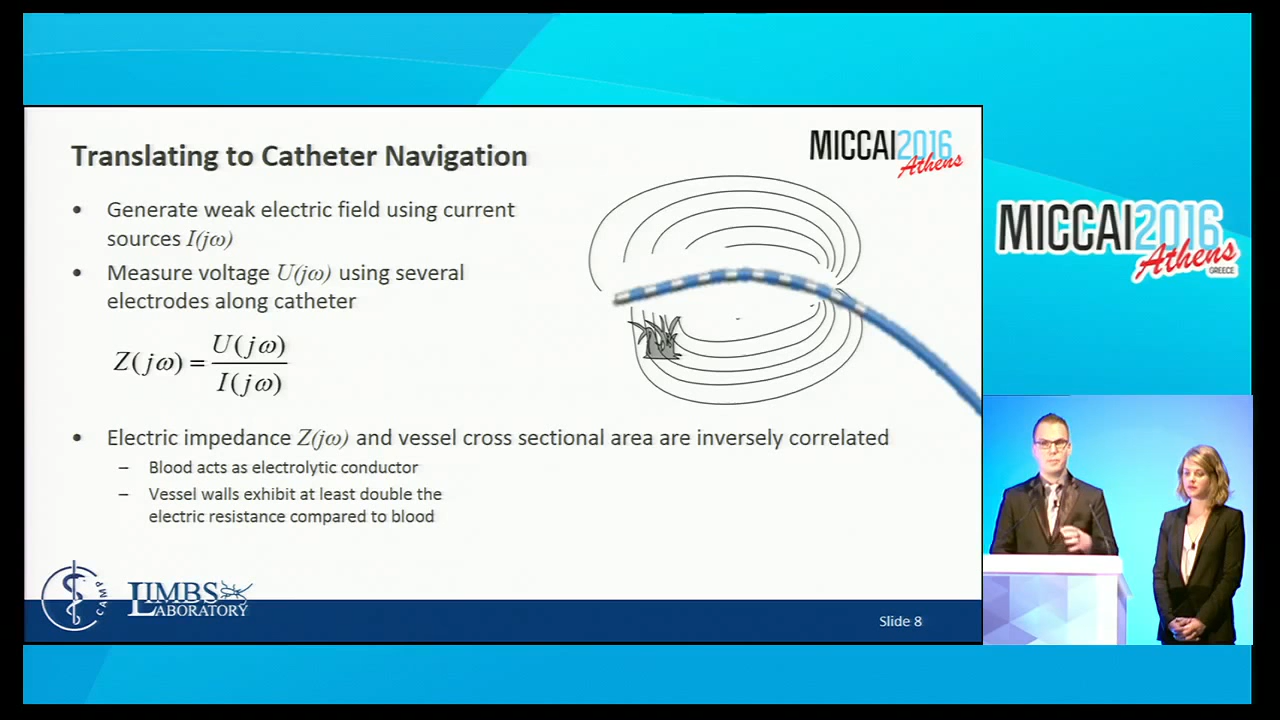 Translating to Catheter Navigation
MICCAI2016
Athens
• Generate weak electric field using current
sources I(jω)
• Measure voltage U(jω) using several
electrodes along catheter
Z(jω) = U(jω) / I(jω)
• Electric impedance Z(jω) and vessel cross sectional area are inversely correlated
– Blood acts as electrolytic conductor
– Vessel walls exhibit at least double the
electric resistance compared to blood
CAMP
LIMBS
LABORATORY
Slide 8
MICCAI2016
Athens
GREECE